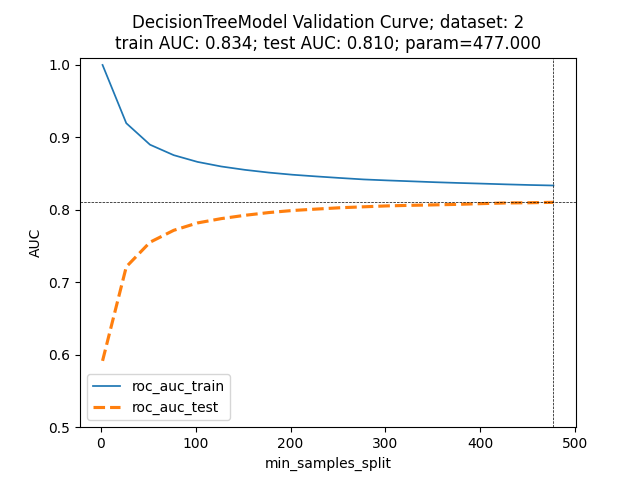 DecisionTreeModel Validation Curve; dataset: 2
train AUC: 0.834; test AUC: 0.810; param=477.000
1.0
0.9
0.8
0.7
0.6
0.5
AUC
roc_auc_train
roc_auc_test
0 100 200 300 400 500
min_samples_split